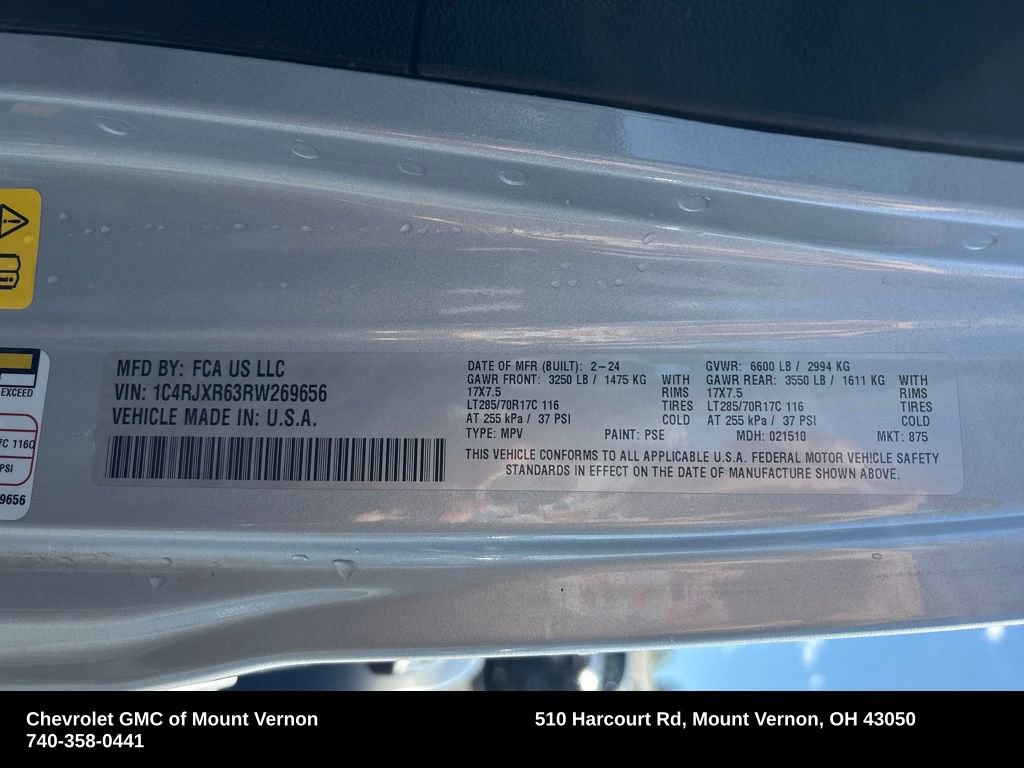 EXCEED
7C 116C
PSI
69656
MFD BY: FCA US LLC
VIN: 1C4RJXR63RW269656
VEHICLE MADE IN: U.S.A.
DATE OF MFR (BUILT): 2-24
GVWR: 6600 LB / 2994 KG
GAWR FRONT: 3250 LB / 1475 KG WITH
GAWR REAR: 3550 LB / 1611 KG WITH
17X7.5 RIMS
17X7.5 RIMS
LT285/70R17C 116 TIRES
LT285/70R17C 116 TIRES
AT 255 kPa / 37 PSI COLD
AT 255 kPa / 37 PSI COLD
TYPE: MPV PAINT: PSE MDH: 021510 MKT: 875
THIS VEHICLE CONFORMS TO ALL APPLICABLE U.S.A. FEDERAL MOTOR VEHICLE SAFETY
STANDARDS IN EFFECT ON THE DATE OF MANUFACTURE SHOWN ABOVE.
Chevrolet GMC of Mount Vernon
740-358-0441
510 Harcourt Rd, Mount Vernon, OH 43050